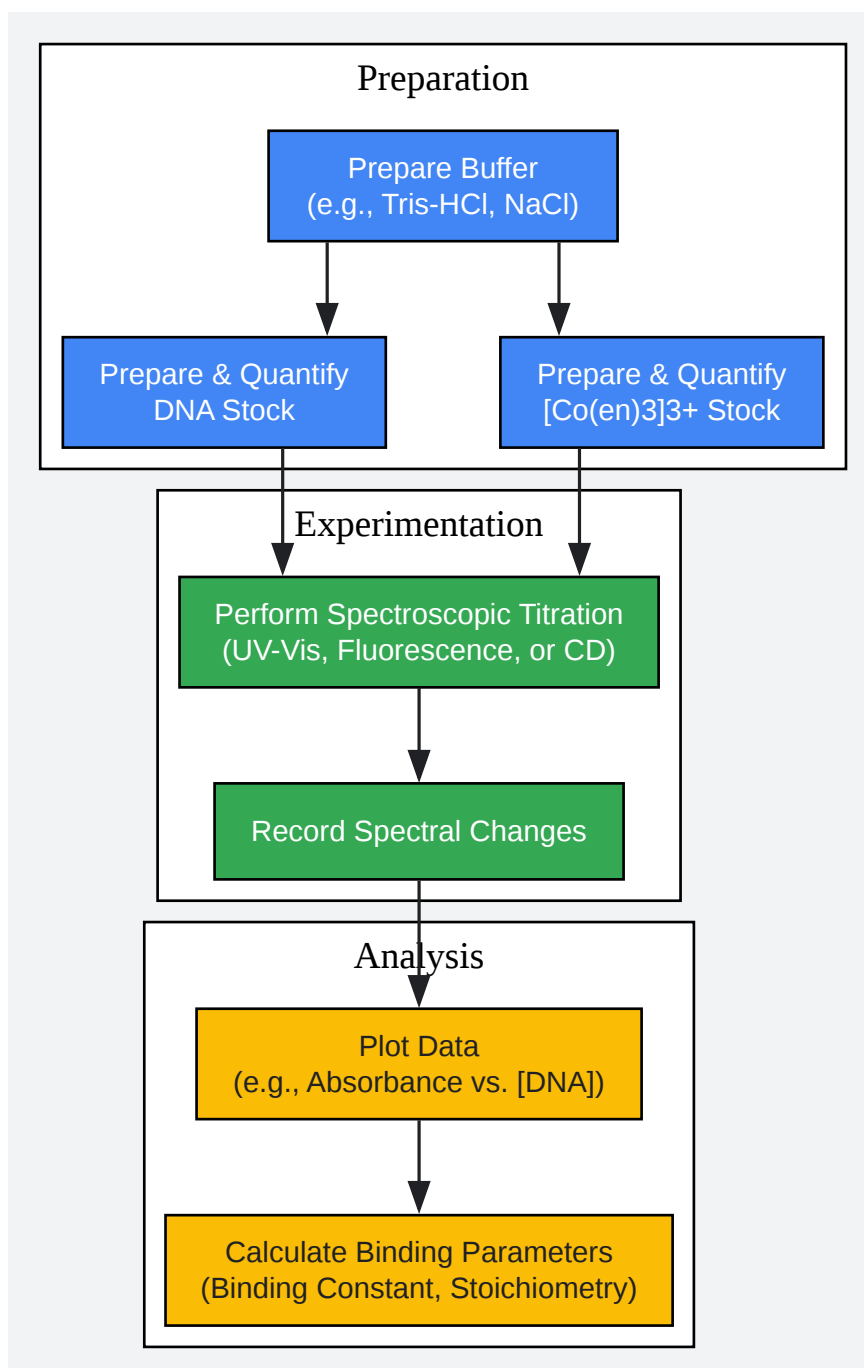 Preparation
Prepare Buffer
(e.g., Tris-HCl, NaCl)
Prepare & Quantify
DNA Stock
Prepare & Quantify
[Co(en)3]3+ Stock
Experimentation
Perform Spectroscopic Titration
(UV-Vis, Fluorescence, or CD)
Record Spectral Changes
Analysis
Plot Data
(e.g., Absorbance vs. [DNA])
Calculate Binding Parameters
(Binding Constant, Stoichiometry)